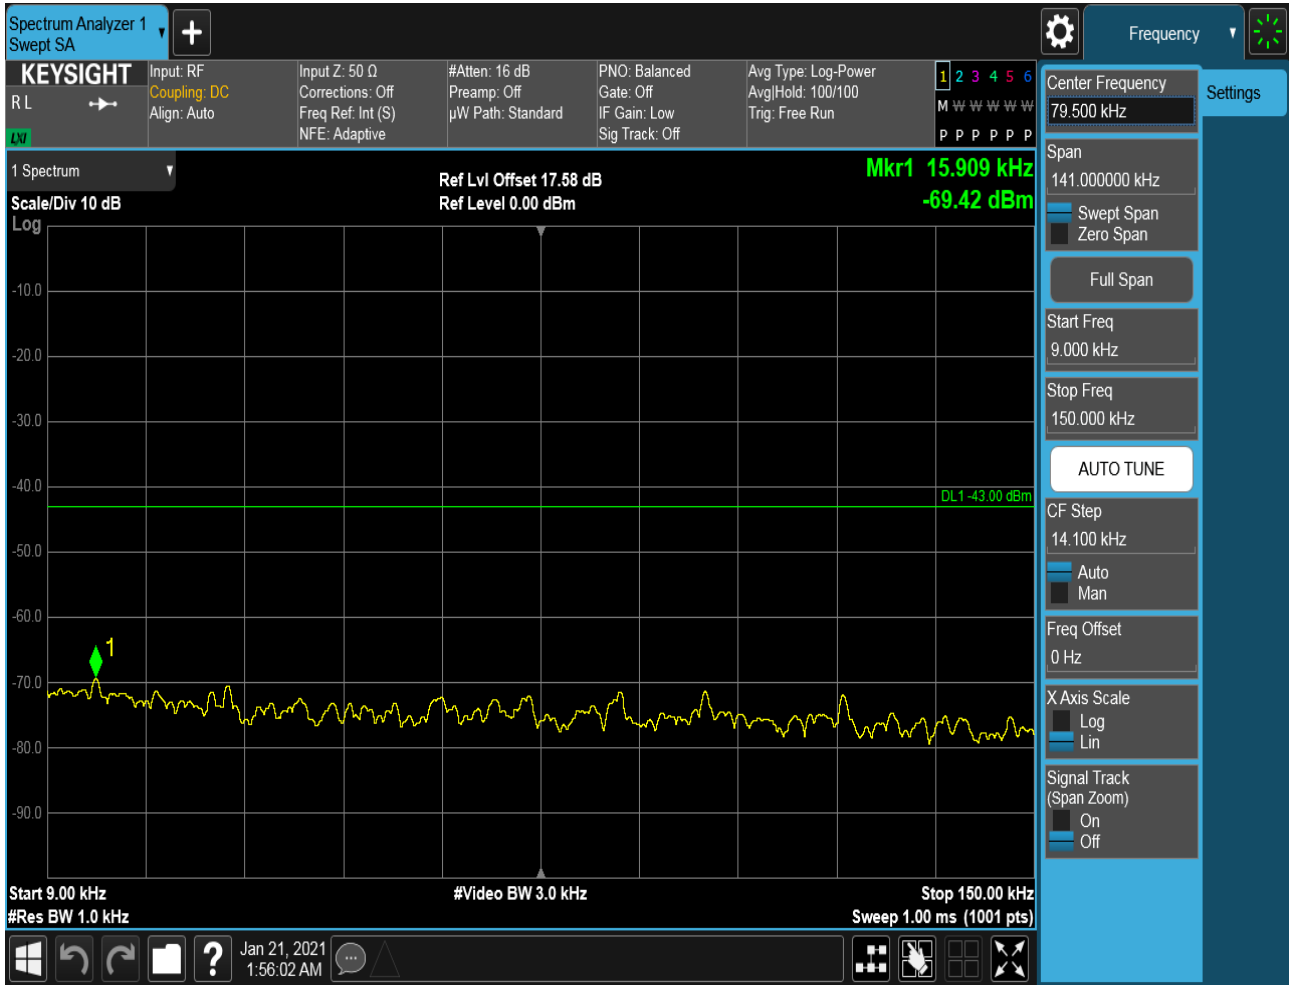 Spectrum Analyzer 1
Swept SA
Frequency
KEYSIGHT
R L
LXI
Input: RF
Coupling: DC
Align: Auto
Input Z: 50 Ω
Corrections: Off
Freq Ref: Int (S)
NFE: Adaptive
#Atten: 16 dB
Preamp: Off
µW Path: Standard
PNO: Balanced
Gate: Off
IF Gain: Low
Sig Track: Off
Avg Type: Log-Power
Avg|Hold: 100/100
Trig: Free Run
1 2 3 4 5 6
M W W W W W
P P P P P P
1 Spectrum
Scale/Div 10 dB
Log
Ref Lvl Offset 17.58 dB
Ref Level 0.00 dBm
Mkr1 15.909 kHz
-69.42 dBm
-10.0
-20.0
-30.0
-40.0
DL1 -43.00 dBm
-50.0
-60.0
1
-70.0
-80.0
-90.0
Start 9.00 kHz
#Video BW 3.0 kHz
Stop 150.00 kHz
#Res BW 1.0 kHz
Sweep 1.00 ms (1001 pts)
?
Jan 21, 2021
1:56:02 AM
Center Frequency
79.500 kHz
Settings
Span
141.000000 kHz
Swept Span
Zero Span
Full Span
Start Freq
9.000 kHz
Stop Freq
150.000 kHz
AUTO TUNE
CF Step
14.100 kHz
Auto
Man
Freq Offset
0 Hz
X Axis Scale
Log
Lin
Signal Track
(Span Zoom)
On
Off